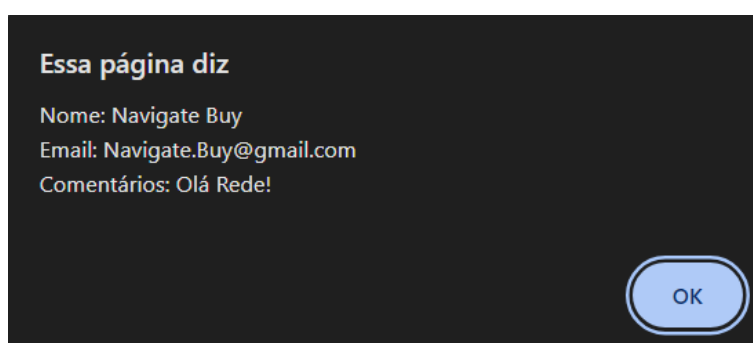 Essa página diz
Nome: Navigate Buy
Email: Navigate.Buy@gmail.com
Comentários: Olá Rede!
OK